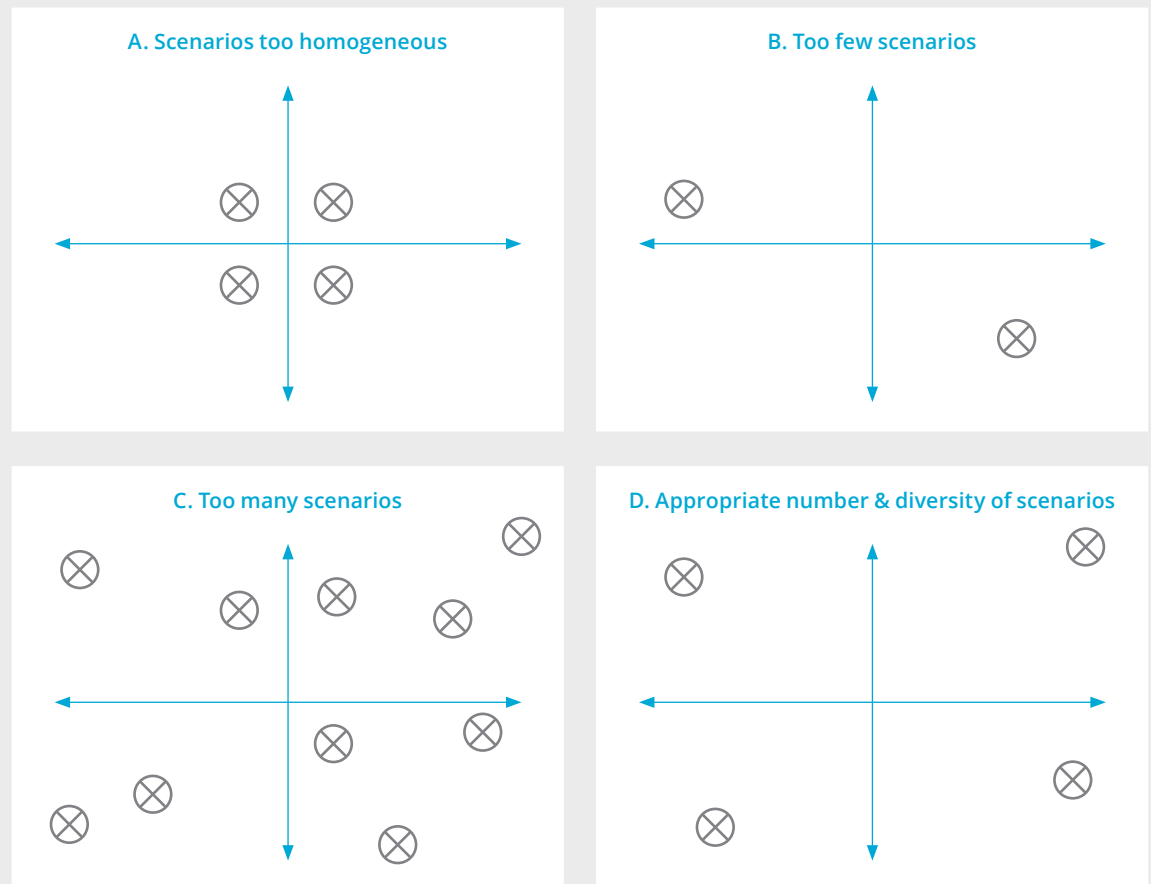 A. Scenarios too homogeneous
B. Too few scenarios
C. Too many scenarios
D. Appropriate number & diversity of scenarios